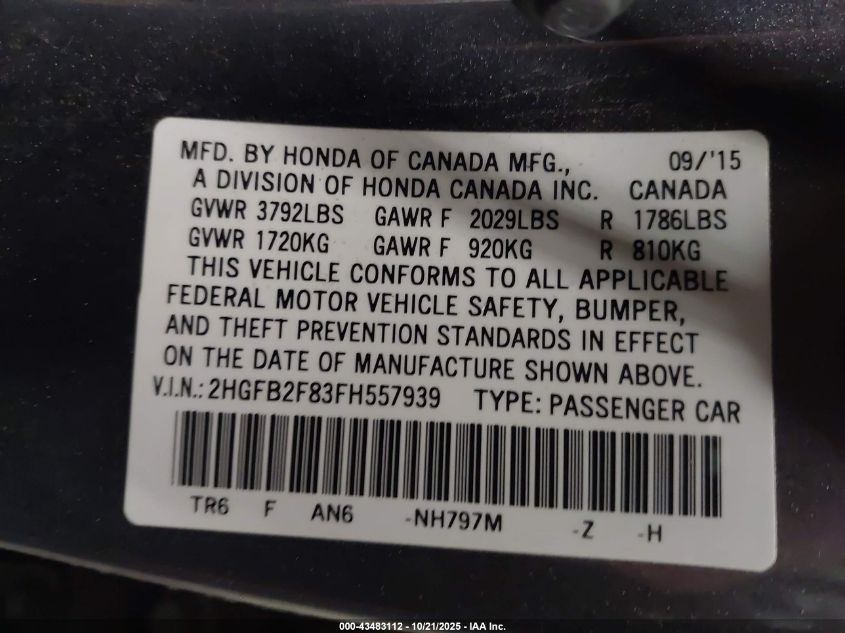 MFD. BY HONDA OF CANADA MFG., 09/'15
A DIVISION OF HONDA CANADA INC. CANADA
GVWR 3792LBS GAWR F 2029LBS R 1786LBS
GVWR 1720KG GAWR F 920KG R 810KG
THIS VEHICLE CONFORMS TO ALL APPLICABLE
FEDERAL MOTOR VEHICLE SAFETY, BUMPER,
AND THEFT PREVENTION STANDARDS IN EFFECT
ON THE DATE OF MANUFACTURE SHOWN ABOVE.
V.I.N.: 2HGFB2F83FH557939 TYPE: PASSENGER CAR
TR6 F AN6 -NH797M -Z -H
000-43483112 - 10/21/2025 - IAA Inc.